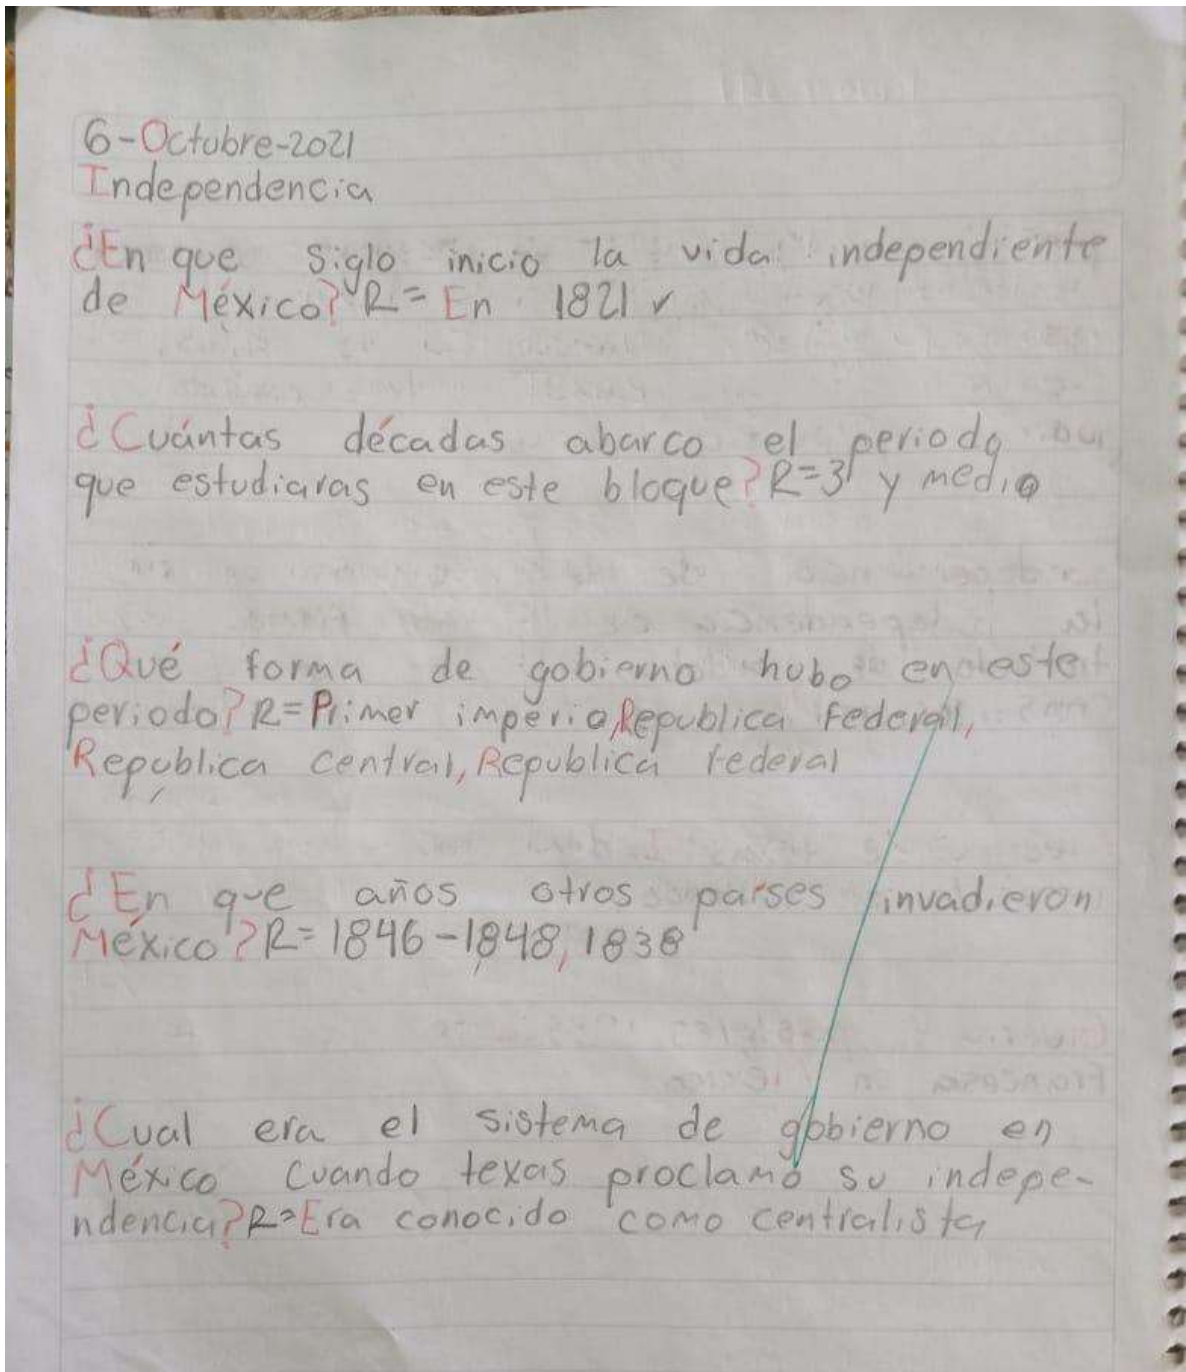 6-Octubre-2021
Independencia
¿En que siglo inicio la vida independiente
de México? R= En 1821 ✓
¿Cuántas décadas abarco el periodo
que estudiaras en este bloque? R=3 y medio
¿Qué forma de gobierno hubo en este
periodo? R=Primer imperio, Republica Federal,
Republica central, Republica Federal
¿En que años otros países invadieron
México? R= 1846-1848, 1838
¿Cual era el sistema de gobierno en
México cuando texas proclamó su indepe-
ndencia? R=Era conocido como centralista